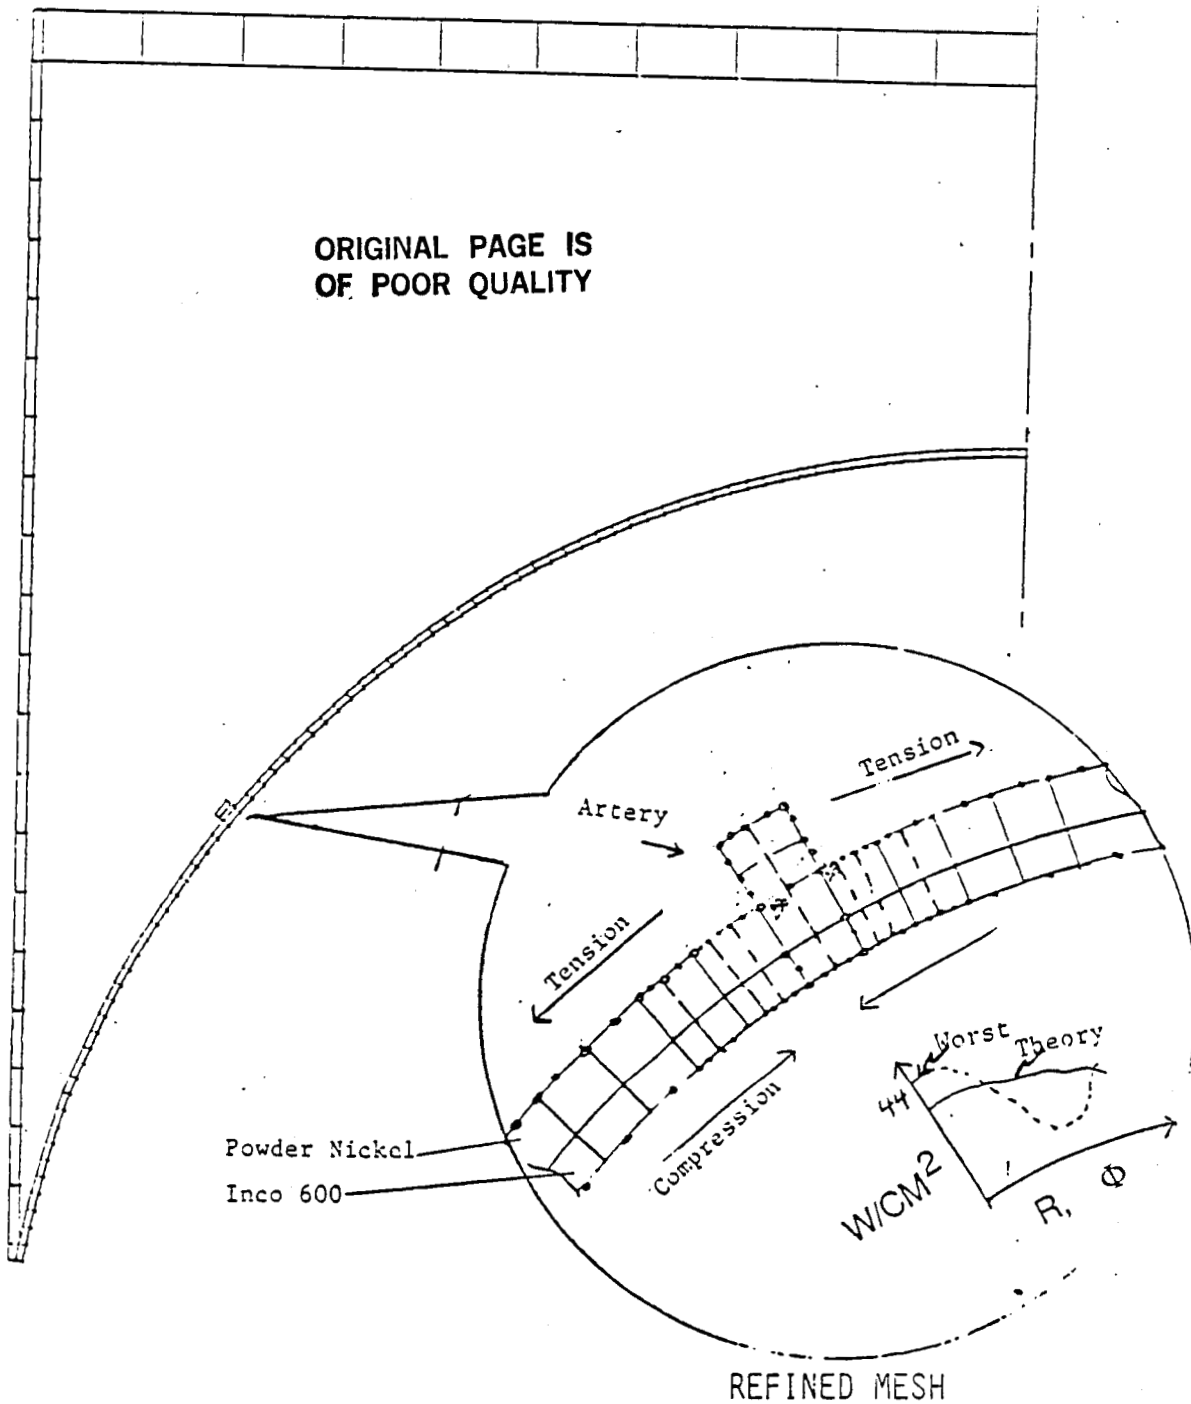 ORIGINAL PAGE IS
OF POOR QUALITY
Tension
Artery
Tension
Worst
Theory
44
Powder Nickel
Compression
Inco 600
W/CM²
R, Φ
REFINED MESH